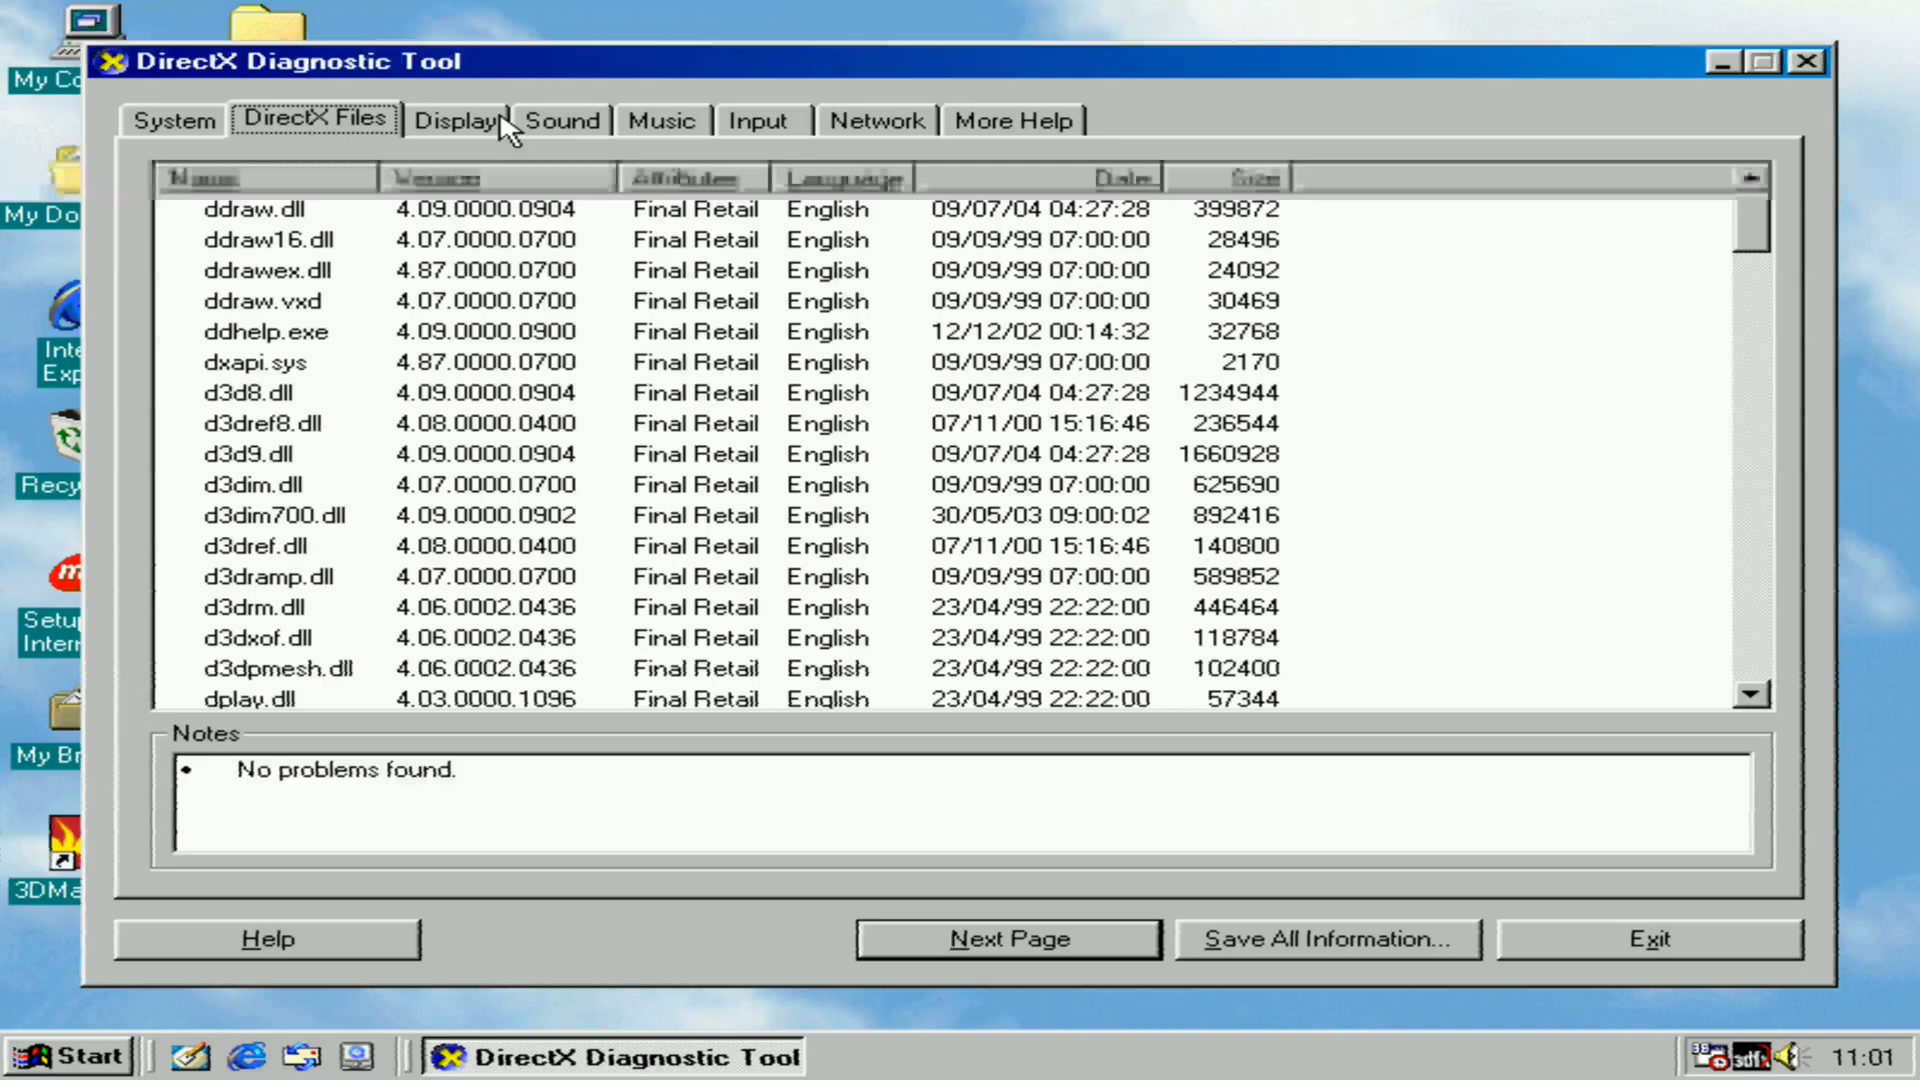 My Co
DirectX Diagnostic Tool
System DirectX Files Display Sound Music Input Network More Help
Name Version Attributes Language Date Size
ddraw.dll 4.09.0000.0904 Final Retail English 09/07/04 04:27:28 399872
ddraw16.dll 4.07.0000.0700 Final Retail English 09/09/99 07:00:00 28496
ddrawex.dll 4.87.0000.0700 Final Retail English 09/09/99 07:00:00 24092
ddraw.vxd 4.07.0000.0700 Final Retail English 09/09/99 07:00:00 30469
ddhelp.exe 4.09.0000.0900 Final Retail English 12/12/02 00:14:32 32768
dxapi.sys 4.87.0000.0700 Final Retail English 09/09/99 07:00:00 2170
d3d8.dll 4.09.0000.0904 Final Retail English 09/07/04 04:27:28 1234944
d3dref8.dll 4.08.0000.0400 Final Retail English 07/11/00 15:16:46 236544
d3d9.dll 4.09.0000.0904 Final Retail English 09/07/04 04:27:28 1660928
d3dim.dll 4.07.0000.0700 Final Retail English 09/09/99 07:00:00 625690
d3dim700.dll 4.09.0000.0902 Final Retail English 30/05/03 09:00:02 892416
d3dref.dll 4.08.0000.0400 Final Retail English 07/11/00 15:16:46 140800
d3dramp.dll 4.07.0000.0700 Final Retail English 09/09/99 07:00:00 589852
d3drm.dll 4.06.0002.0436 Final Retail English 23/04/99 22:22:00 446464
d3dxof.dll 4.06.0002.0436 Final Retail English 23/04/99 22:22:00 118784
d3dpmesh.dll 4.06.0002.0436 Final Retail English 23/04/99 22:22:00 102400
dplay.dll 4.03.0000.1096 Final Retail English 23/04/99 22:22:00 57344
My Do
Inte
Exp
Recy
Setup
Intern
My Br
3DMa
Notes
No problems found.
Help Next Page Save All Information... Exit
Start DirectX Diagnostic Tool 11:01